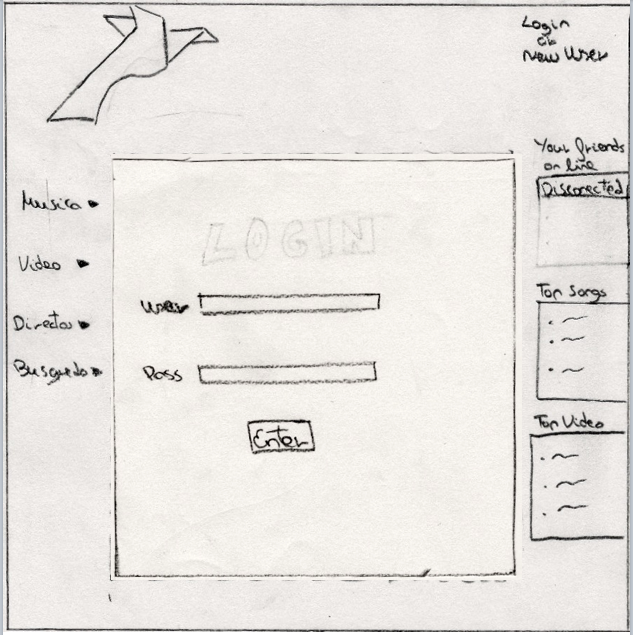 Login
or
New User
Your friends
on line
Disconected
Musica
Video
Directos
Busqueda
LOGIN
User
Pass
Enter
Top Songs
Top Video